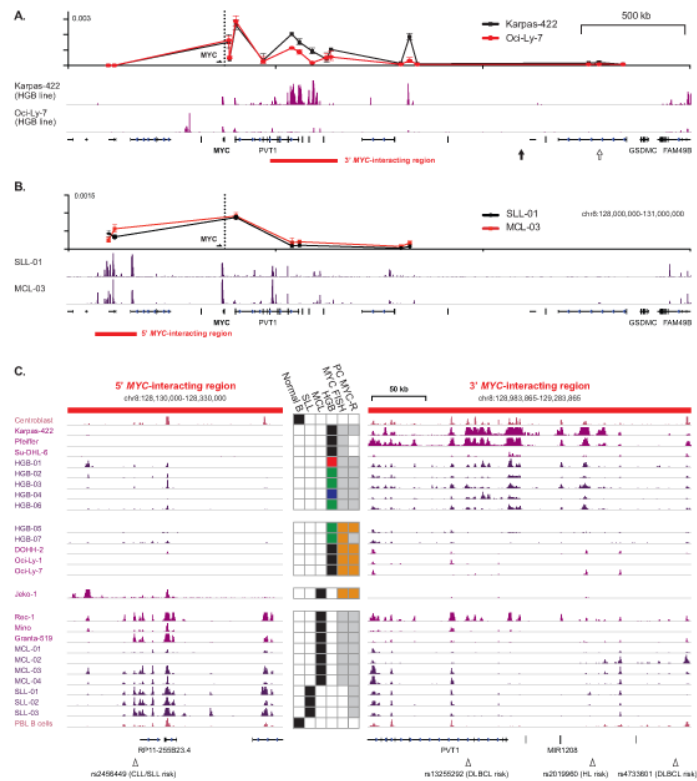 A.
0.003
Karpas-422
Oci-Ly-7
500 kb
MYC
Karpas-422
(HGB line)
Oci-Ly-7
(HGB line)
MYC
PVT1
GSDMC
FAM49B
3' MYC-interacting region
B.
0.0015
SLL-01
MCL-03
chr8:128,000,000-131,000,000
MYC
SLL-01
MCL-03
MYC
PVT1
GSDMC
FAM49B
5' MYC-interacting region
C.
5' MYC-interacting region
chr8:128,130,000-128,330,000
Normal B
SLL
MCL
HGB
MYC FISH
PC MYC-R
50 kb
3' MYC-interacting region
chr8:128,983,865-129,283,865
Centroblast
Karpas-422
Pfeiffer
Su-DHL-6
HGB-01
HGB-02
HGB-03
HGB-04
HGB-06
HGB-05
HGB-07
DOHH-2
Oci-Ly-1
Oci-Ly-7
Jeko-1
Rec-1
Mino
Granta-519
MCL-01
MCL-02
MCL-03
MCL-04
SLL-01
SLL-02
SLL-03
PBL B cells
RP11-255B23.4
PVT1
MIR1208
rs2456449 (CLL/SLL risk)
rs13255292 (DLBCL risk)
rs2019960 (HL risk)
rs4733601 (DLBCL risk)